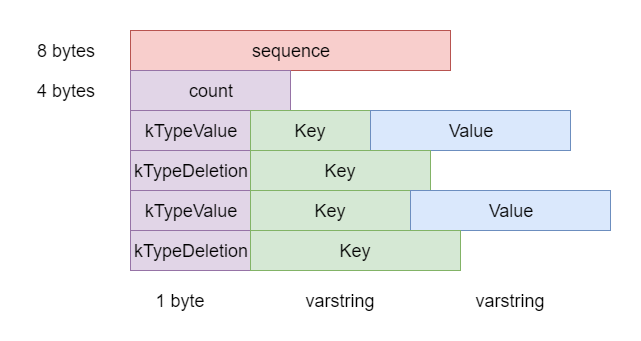 8 bytes sequence
4 bytes count
kTypeValue Key Value
kTypeDeletion Key
kTypeValue Key Value
kTypeDeletion Key
1 byte varstring varstring